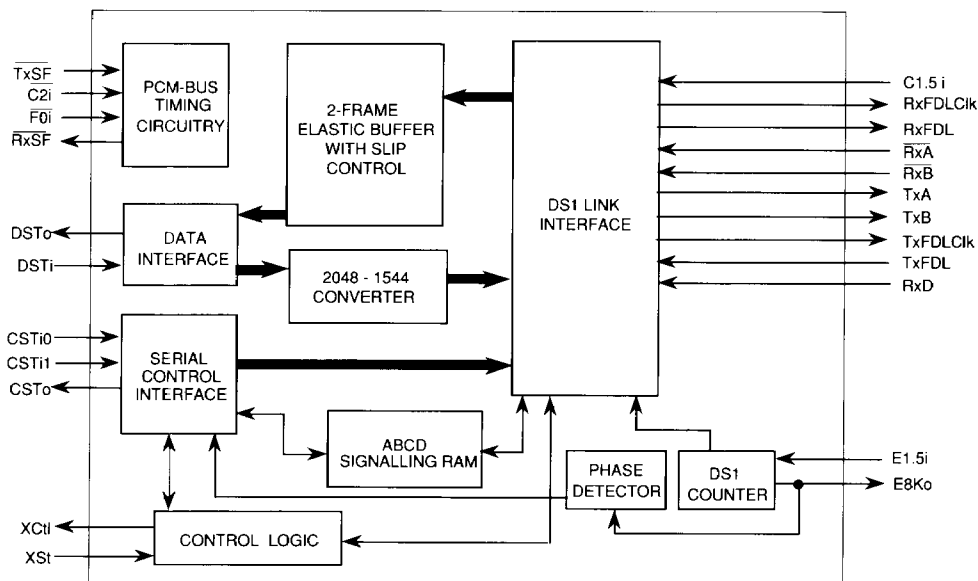 TxSF
C2i
F0i
RxSF
PCM-BUS
TIMING
CIRCUITRY
2-FRAME
ELASTIC BUFFER
WITH SLIP
CONTROL
DS1 LINK
INTERFACE
C1.5 i
RxFDLClk
RxFDL
RxA
RxB
TxA
TxB
TxFDLClk
TxFDL
RxD
DSTo
DSTi
DATA
INTERFACE
2048 - 1544
CONVERTER
CSTi0
CSTi1
CSTo
SERIAL
CONTROL
INTERFACE
ABCD
SIGNALLING RAM
PHASE
DETECTOR
DS1
COUNTER
E1.5i
E8Ko
XCtl
XSt
CONTROL LOGIC